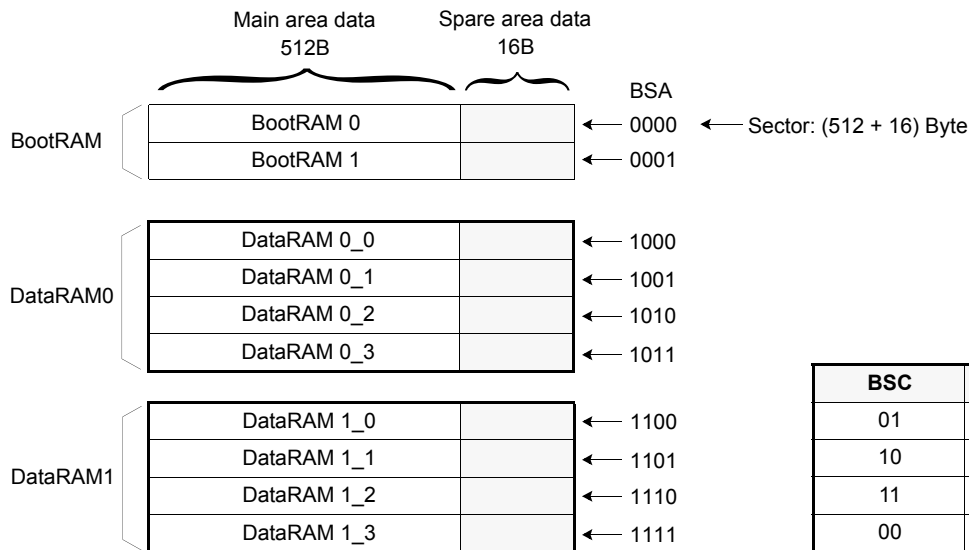 Main area data Spare area data
512B 16B
BSA
BootRAM
BootRAM 0 0000 Sector: (512 + 16) Byte
BootRAM 1 0001
DataRAM0
DataRAM 0_0 1000
DataRAM 0_1 1001
DataRAM 0_2 1010
DataRAM 0_3 1011
DataRAM1
DataRAM 1_0 1100
DataRAM 1_1 1101
DataRAM 1_2 1110
DataRAM 1_3 1111
BSC
01
10
11
00